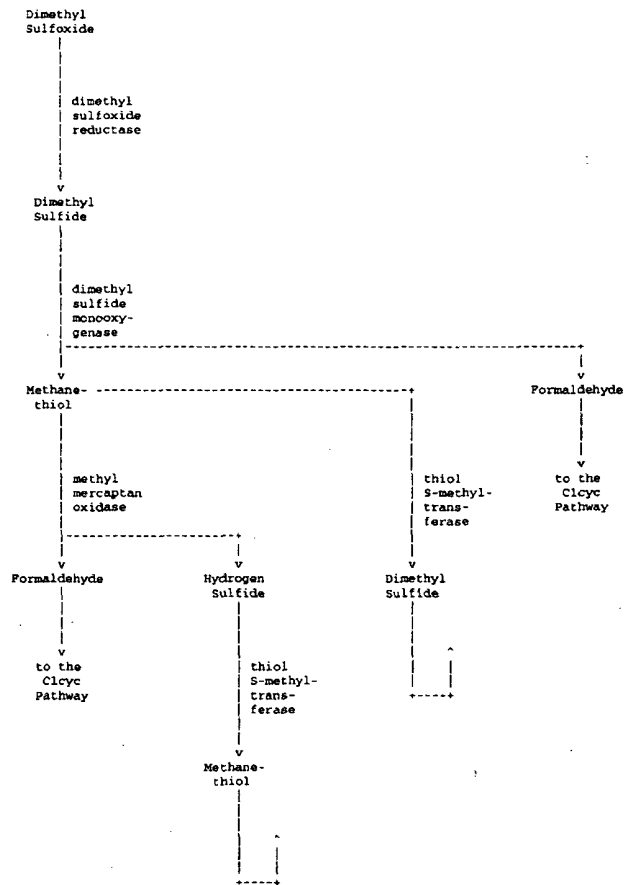 Dimethyl
Sulfoxide
dimethyl
sulfoxide
reductase
v
Dimethyl
Sulfide
dimethyl
sulfide
monooxy-
genase
v
Methane-
thiol
v
Formaldehyde
methyl
mercaptan
oxidase
thiol
S-methyl-
trans-
ferase
v
to the
C1cyc
Pathway
v
Formaldehyde
v
Hydrogen
Sulfide
v
Dimethyl
Sulfide
v
to the
C1cyc
Pathway
thiol
S-methyl-
trans-
ferase
v
Methane-
thiol